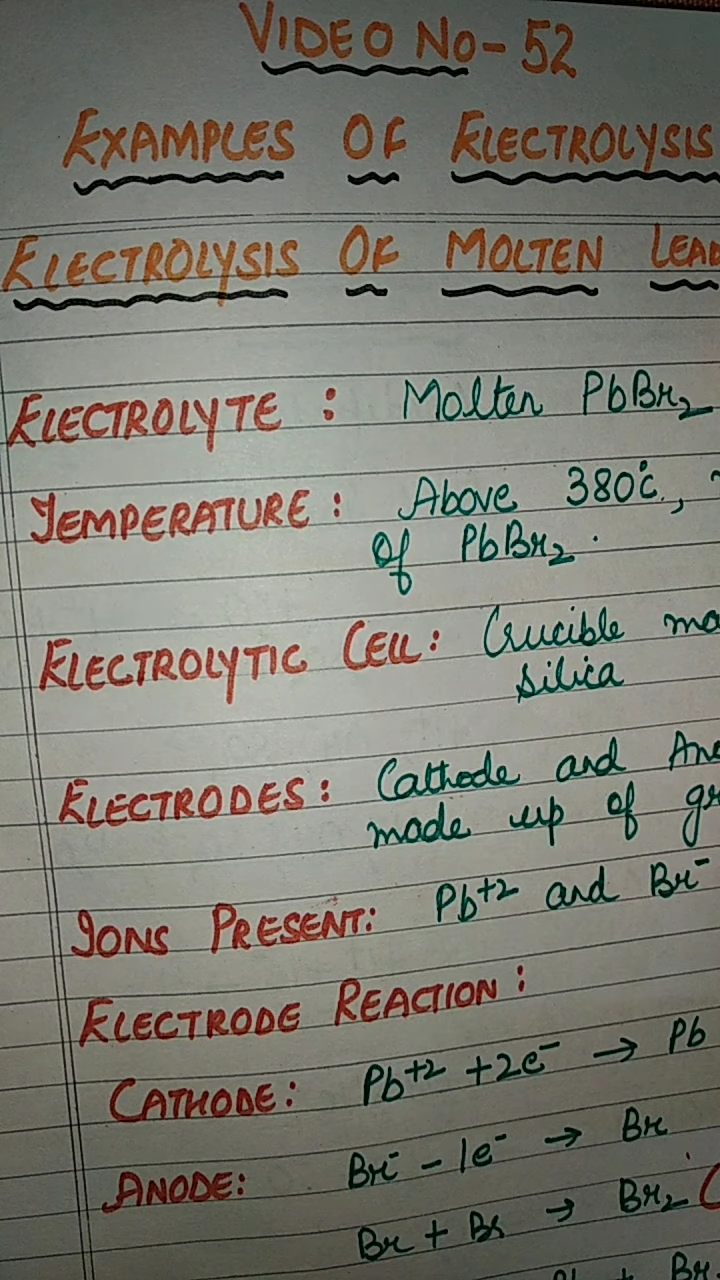 VIDEO No-52
EXAMPLES OF ELECTROLYSIS
ELECTROLYSIS OF MOLTEN LEAD
ELECTROLYTE : Molten PbBr₂
TEMPERATURE : Above 380°c,
of PbBr₂.
ELECTROLYTIC CELL: Crucible
Silica
ELECTRODES: Cathode and
made up of
IONS PRESENT: Pb⁺² and Br⁻
ELECTRODE REACTION:
CATHODE: Pb⁺² +2e⁻ → Pb
ANODE: Br⁻ - 1e⁻ → Br
Br + Br → Br₂
Br